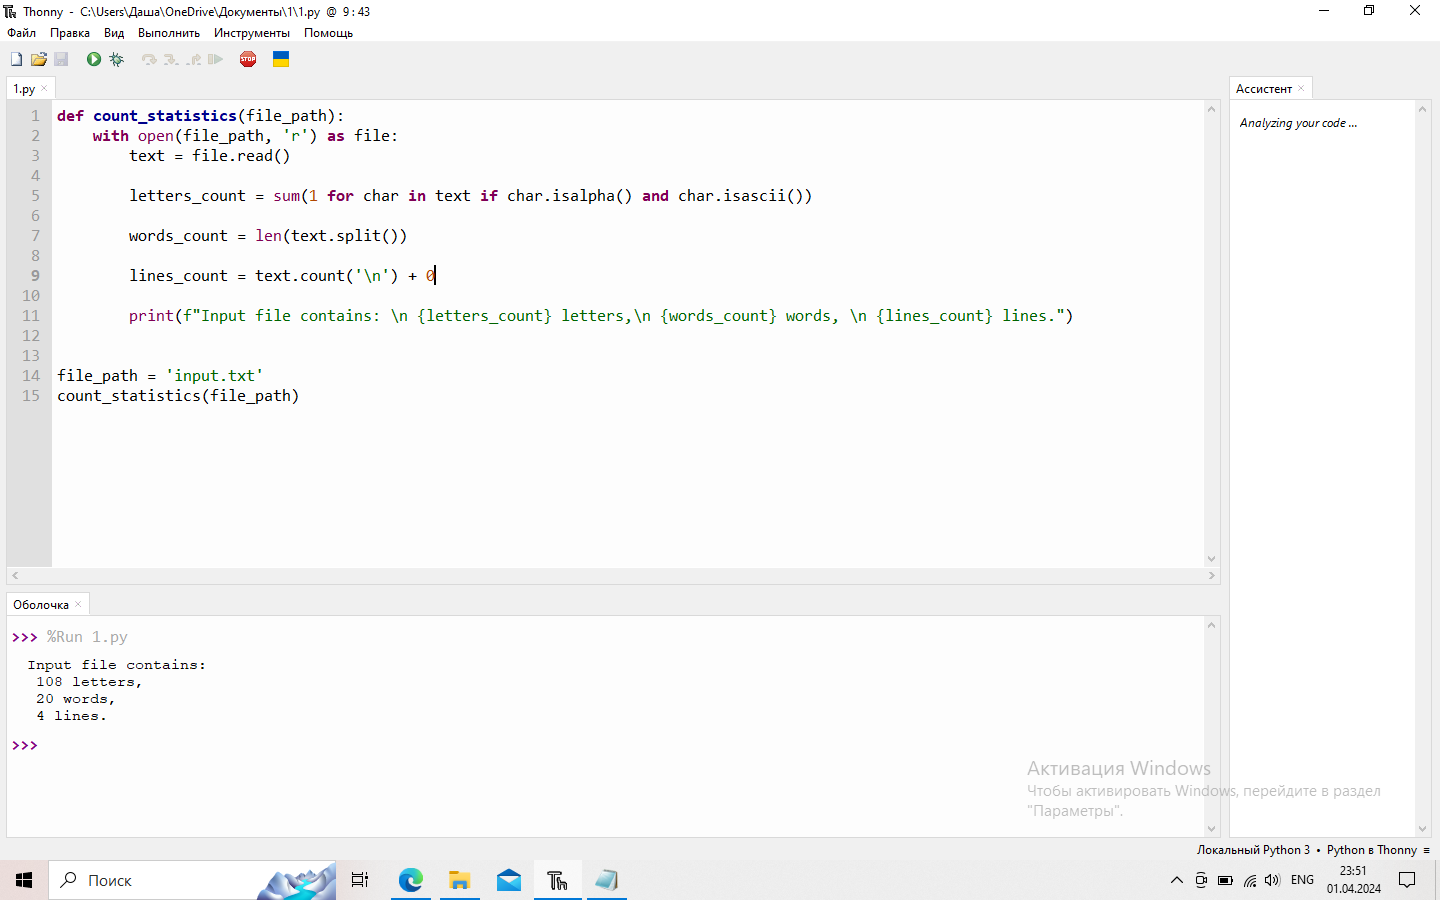 Thonny - C:\Users\Даша\OneDrive\Документы\1\1.py @ 9 : 43
Файл Правка Вид Выполнить Инструменты Помощь
STOP
1.py
Ассистент
Analyzing your code ...
1 def count_statistics(file_path):
2 with open(file_path, 'r') as file:
3 text = file.read()
4
5 letters_count = sum(1 for char in text if char.isalpha() and char.isascii())
6
7 words_count = len(text.split())
8
9 lines_count = text.count('\n') + 0
10
11 print(f"Input file contains: \n {letters_count} letters,\n {words_count} words, \n {lines_count} lines.")
12
13
14 file_path = 'input.txt'
15 count_statistics(file_path)
Оболочка
>>> %Run 1.py
Input file contains:
108 letters,
20 words,
4 lines.
>>>
Активация Windows
Чтобы активировать Windows, перейдите в раздел
"Параметры".
Локальный Python 3 • Python в Thonny ≡
Поиск
Th
ENG
23:51
01.04.2024